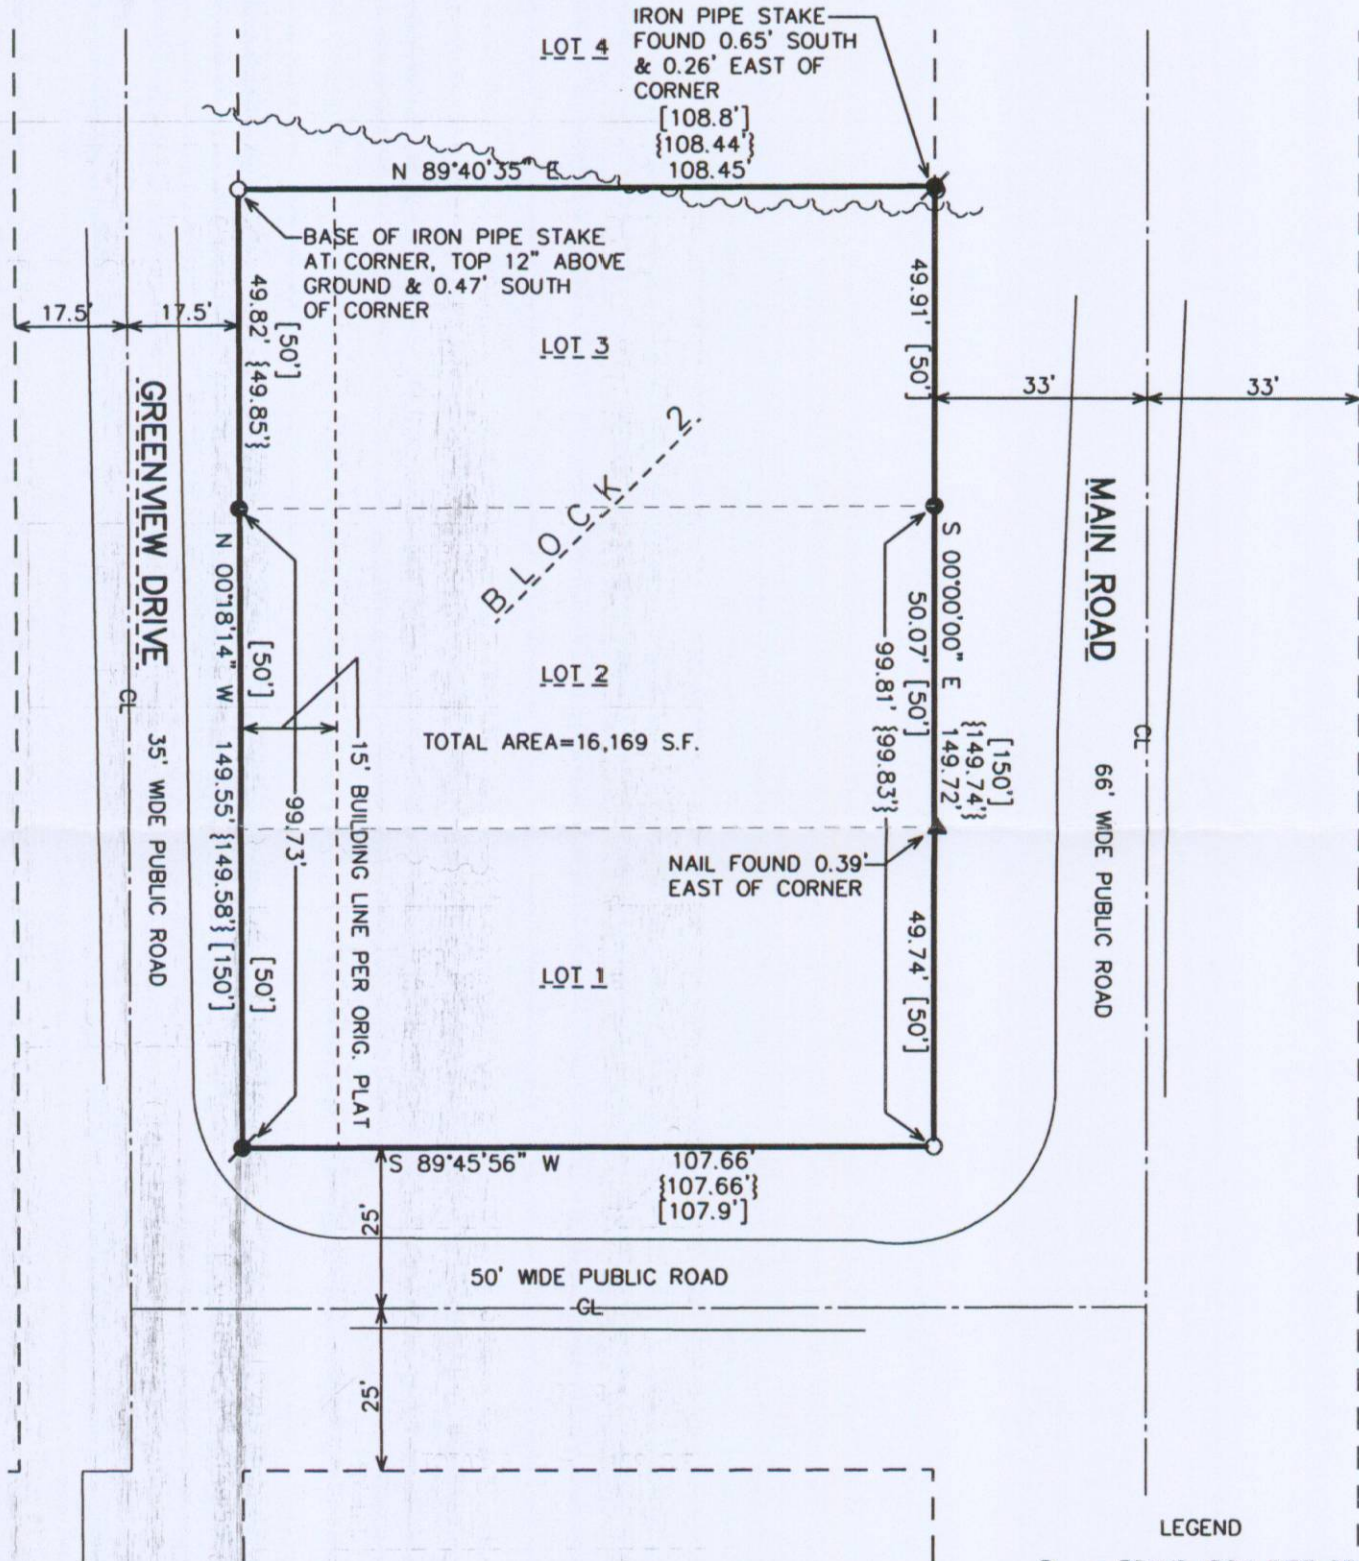 IRON PIPE STAKE
FOUND 0.65' SOUTH
& 0.26' EAST OF
CORNER
LOT 4
[108.8']
{108.44'}
108.45'
N 89°40'35" E
BASE OF IRON PIPE STAKE
AT CORNER, TOP 12" ABOVE
GROUND & 0.47' SOUTH
OF CORNER
17.5'
17.5'
[50']
49.82' {49.85'}
LOT 3
49.91' [50']
33'
33'
BLOCK 2
GREENVIEW DRIVE 35' WIDE PUBLIC ROAD
CL
[50']
N 00°18'14" W 149.55' {149.58'} [150']
99.73'
[50']
15' BUILDING LINE PER ORIG. PLAT
LOT 2
TOTAL AREA=16,169 S.F.
99.81' {99.83'}
50.07' [50']
S 00°00'00" E 149.72'
{149.74'}
[150']
MAIN ROAD 66' WIDE PUBLIC ROAD
CL
NAIL FOUND 0.39'
EAST OF CORNER
49.74' [50']
LOT 1
S 89°45'56" W 107.66'
{107.66'}
[107.9']
25'
50' WIDE PUBLIC ROAD
CL
25'
LEGEND